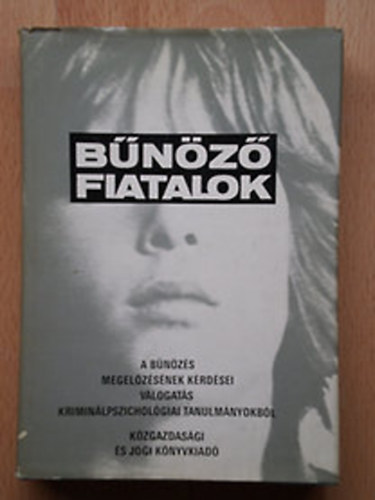 BŰNÖZŐ
FIATALOK
A BŰNÖZÉS
MEGELŐZÉSÉNEK KÉRDÉSEI
VÁLOGATÁS
KRIMINÁLPSZICHOLÓGIAI TANULMÁNYOKBÓL
KÖZGAZDASÁGI
ÉS JOGI KÖNYVKIADÓ